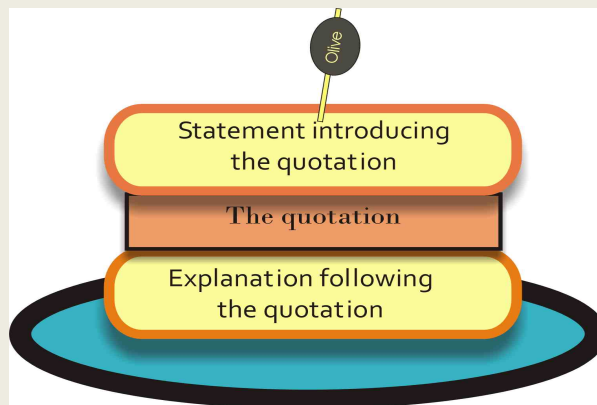 Olive
Statement introducing
the quotation
The quotation
Explanation following
the quotation